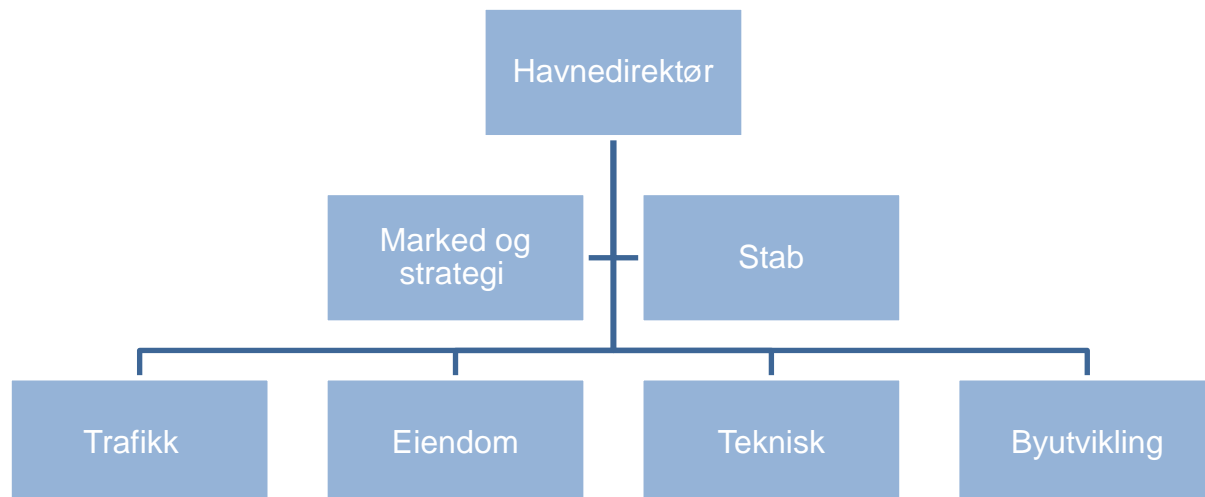 Havnedirektør
Marked og
strategi
Stab
Trafikk
Eiendom
Teknisk
Byutvikling